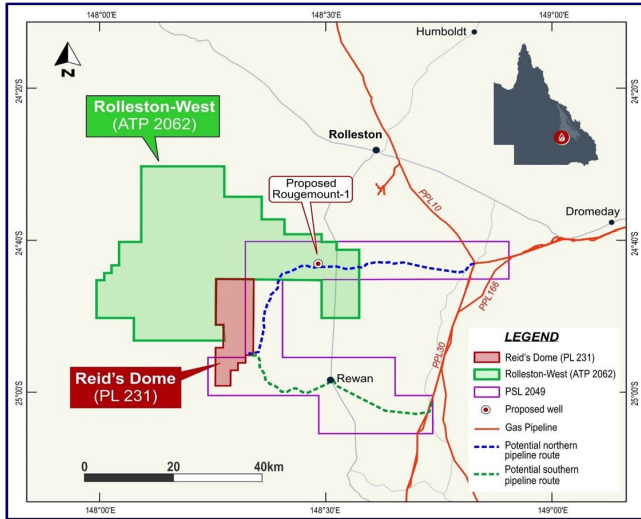 148°00'E
148°30'E
149°00'E
24°20'S
24°40'S
25°00'S
24°20'S
24°40'S
25°00'S
148°00'E
148°30'E
149°00'E
N
Humboldt
Rolleston-West
(ATP 2062)
Rolleston
Proposed
Rougemount-1
PPL10
Dromeday
PPL166
PPL30
Reid's Dome
(PL 231)
Rewan
0
20
40km
LEGEND
Reid's Dome (PL 231)
Rolleston-West (ATP 2062)
PSL 2049
Proposed well
Gas Pipeline
Potential northern
pipeline route
Potential southern
pipeline route